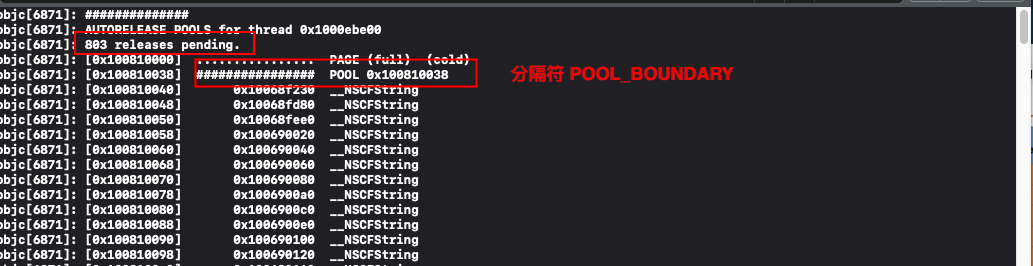 objc[6871]: ##############
objc[6871]: AUTORELEASE POOLS for thread 0x1000ebe00
objc[6871]: 803 releases pending.
objc[6871]: [0x100810000]  ................  PAGE (full)  (cold)
objc[6871]: [0x100810038]  ################  POOL 0x100810038 分隔符 POOL_BOUNDARY
objc[6871]: [0x100810040]       0x10068f230  __NSCFString
objc[6871]: [0x100810048]       0x10068fd80  __NSCFString
objc[6871]: [0x100810050]       0x10068fee0  __NSCFString
objc[6871]: [0x100810058]       0x100690020  __NSCFString
objc[6871]: [0x100810060]       0x100690040  __NSCFString
objc[6871]: [0x100810068]       0x100690060  __NSCFString
objc[6871]: [0x100810070]       0x100690080  __NSCFString
objc[6871]: [0x100810078]       0x1006900a0  __NSCFString
objc[6871]: [0x100810080]       0x1006900c0  __NSCFString
objc[6871]: [0x100810088]       0x1006900e0  __NSCFString
objc[6871]: [0x100810090]       0x100690100  __NSCFString
objc[6871]: [0x100810098]       0x100690120  __NSCFString